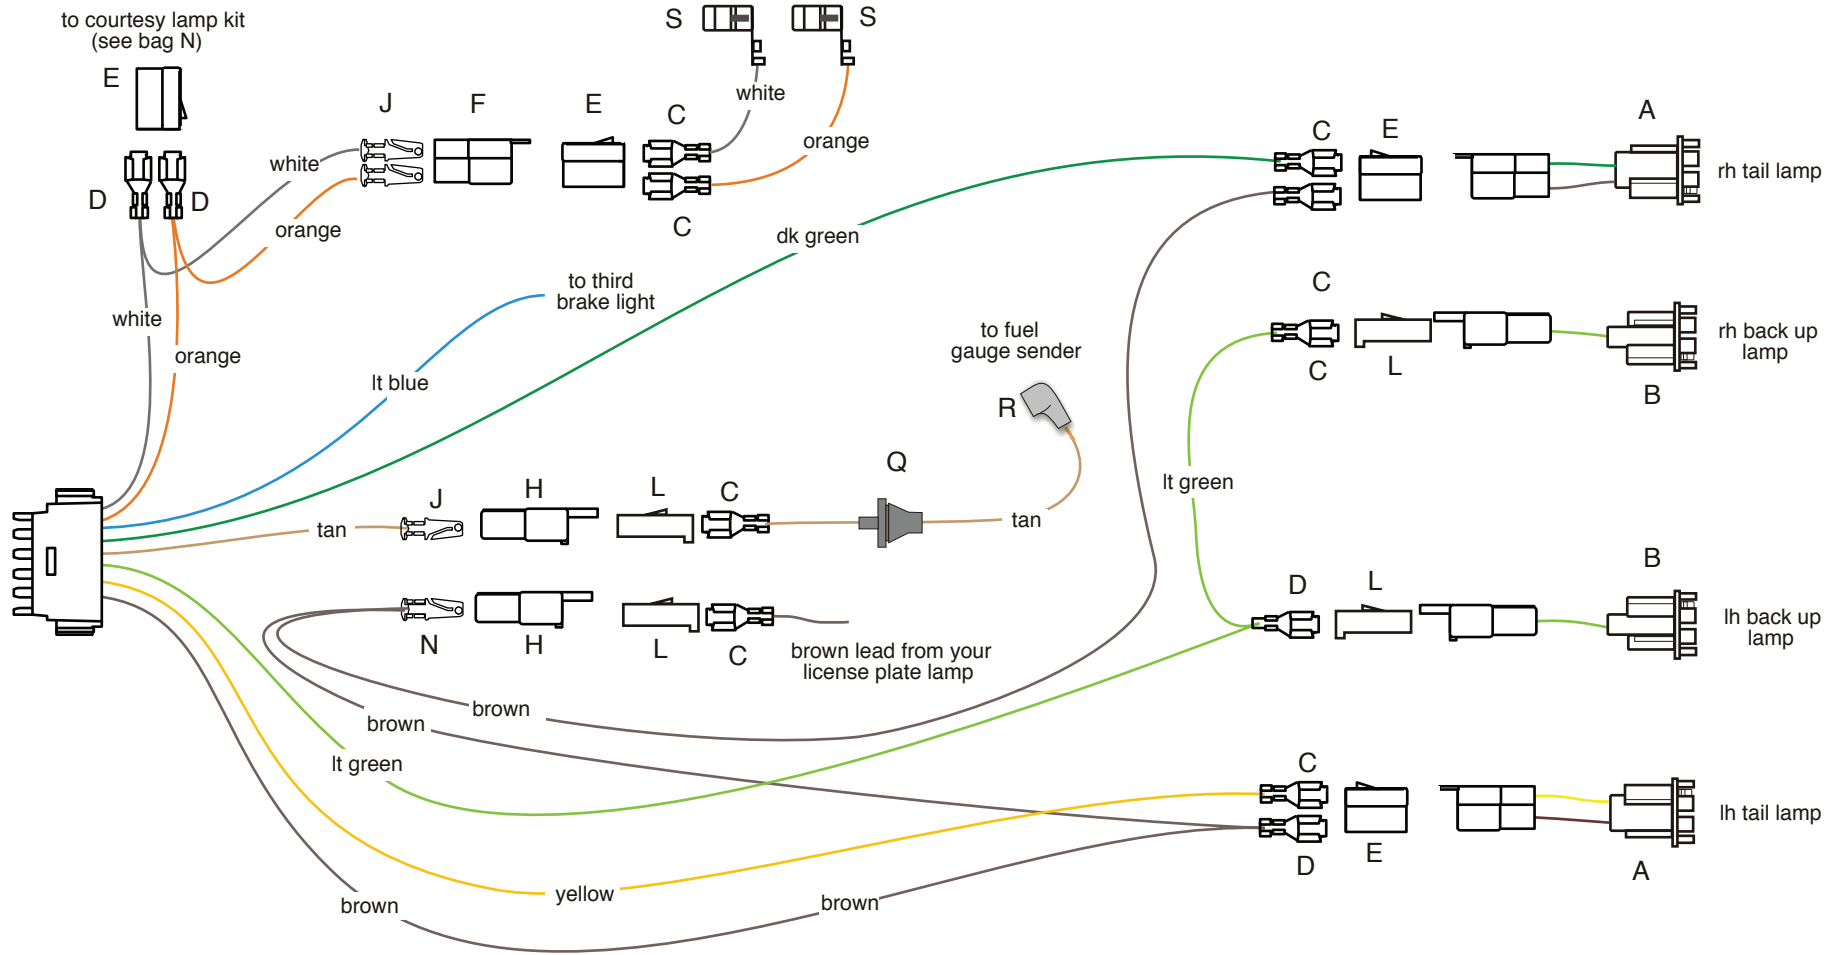 to courtesy lamp kit
(see bag N)
E
S
S
J
F
E
C
white
orange
white
D
D
orange
C
white
orange
dk green
to third
brake light
lt blue
C
E
A
rh tail lamp
to fuel
gauge sender
R
C
C
L
B
rh back up
lamp
lt green
tan
J
H
L
C
Q
tan
N
H
L
C
brown lead from your
license plate lamp
D
L
B
lh back up
lamp
brown
brown
lt green
C
D
E
A
lh tail lamp
yellow
brown
brown